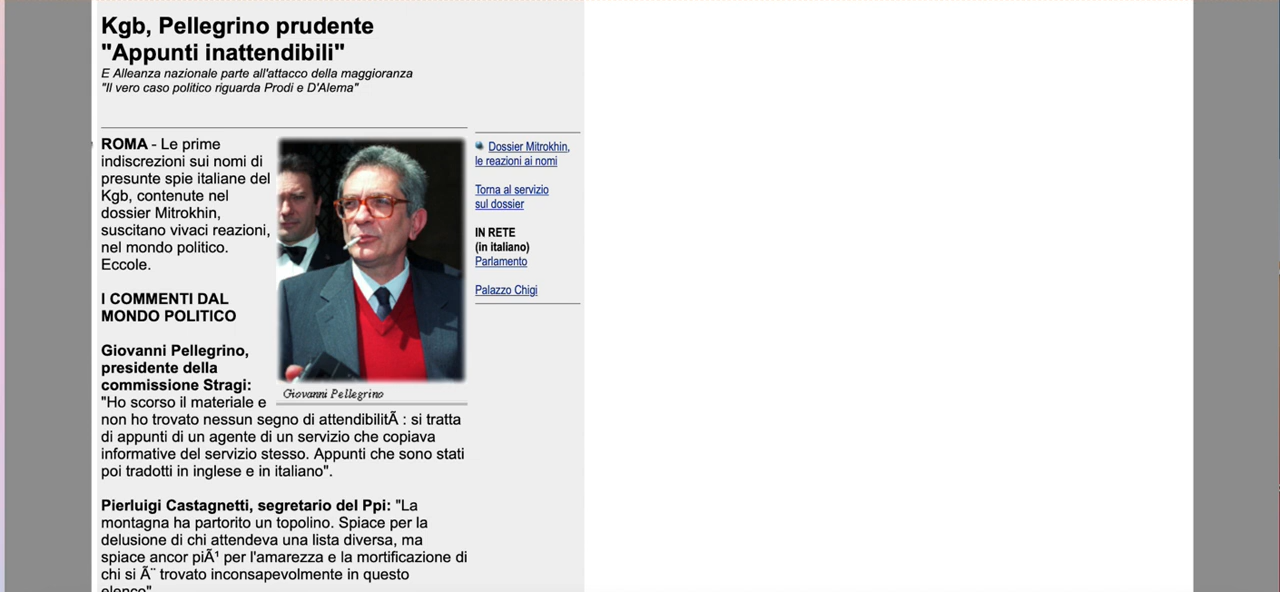 Kgb, Pellegrino prudente
"Appunti inattendibili"
E Alleanza nazionale parte all'attacco della maggioranza
"Il vero caso politico riguarda Prodi e D'Alema"
ROMA - Le prime
indiscrezioni sui nomi di
presunte spie italiane del
Kgb, contenute nel
dossier Mitrokhin,
suscitano vivaci reazioni,
nel mondo politico.
Eccole.
I COMMENTI DAL
MONDO POLITICO
Giovanni Pellegrino,
presidente della
commissione Stragi:
"Ho scorso il materiale e
non ho trovato nessun segno di attendibilitÃ : si tratta
di appunti di un agente di un servizio che copiava
informative del servizio stesso. Appunti che sono stati
poi tradotti in inglese e in italiano".
Pierluigi Castagnetti, segretario del Ppi: "La
montagna ha partorito un topolino. Spiace per la
delusione di chi attendeva una lista diversa, ma
spiace ancor piÃ¹ per l'amarezza e la mortificazione di
chi si Ã¨ trovato inconsapevolmente in questo
elenco"
Giovanni Pellegrino
Dossier Mitrokhin,
le reazioni ai nomi
Torna al servizio
sul dossier
IN RETE
(in italiano)
Parlamento
Palazzo Chigi